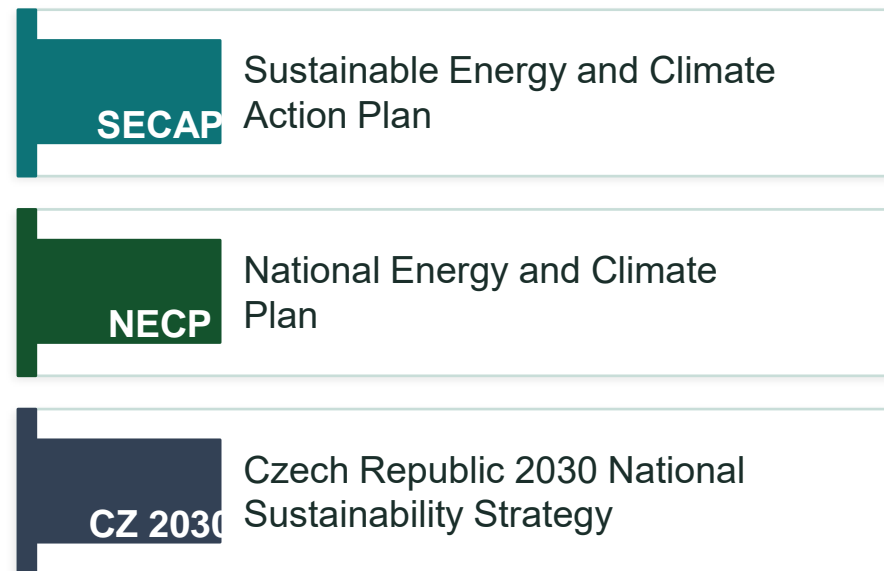 SECAP
Sustainable Energy and Climate
Action Plan
NECP
National Energy and Climate
Plan
CZ 2030
Czech Republic 2030 National
Sustainability Strategy